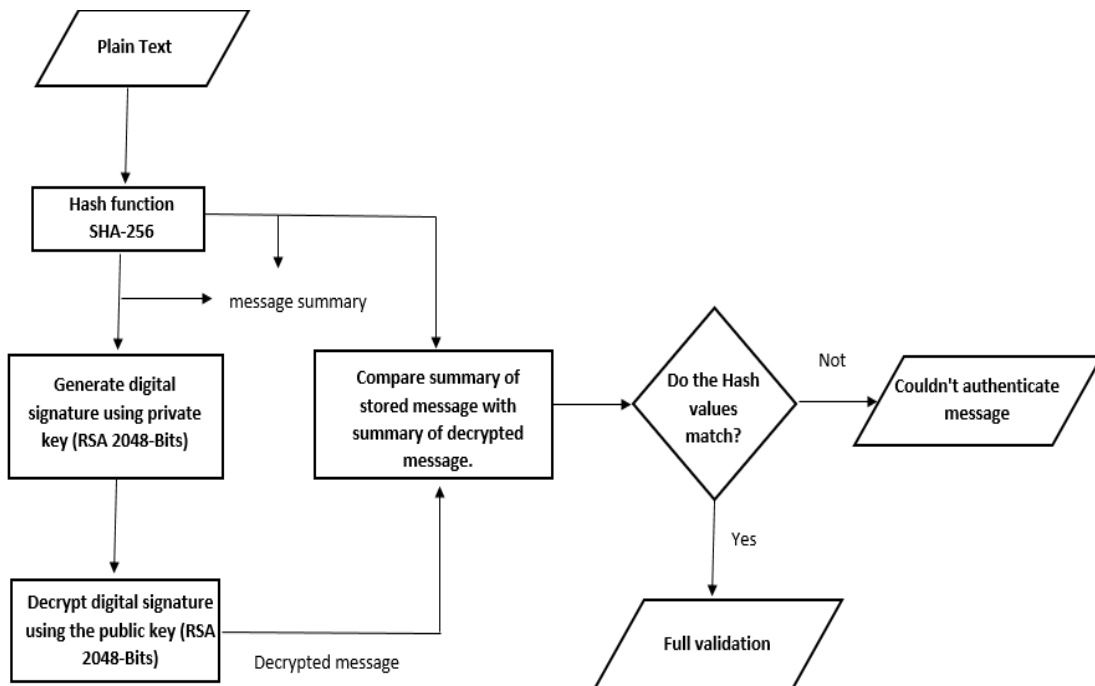 Plain Text
Hash function
SHA-256
message summary
Generate digital
signature using private
key (RSA 2048-Bits)
Compare summary of
stored message with
summary of decrypted
message.
Do the Hash
values
match?
Not
Couldn't authenticate
message
Yes
Decrypt digital signature
using the public key (RSA
2048-Bits)
Decrypted message
Full validation